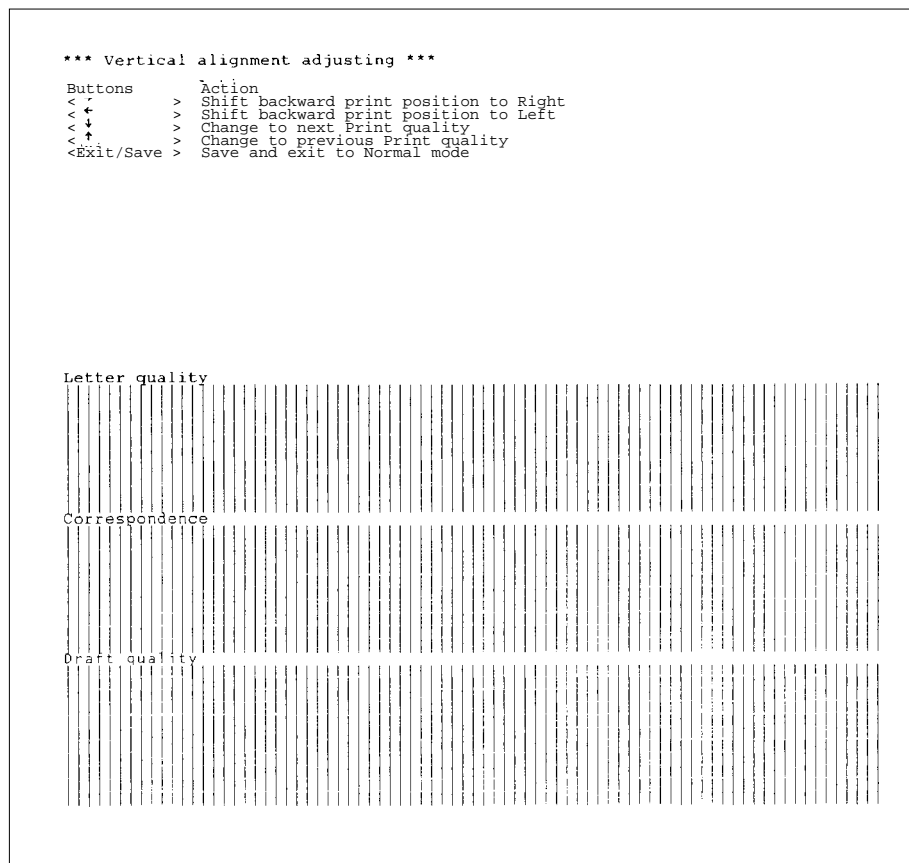 *** Vertical alignment adjusting ***
Buttons Action
< > Shift backward print position to Right
< ← > Shift backward print position to Left
< ↓ > Change to next Print quality
< ↑ > Change to previous Print quality
<Exit/Save > Save and exit to Normal mode
Letter quality
Correspondence
Draft quality